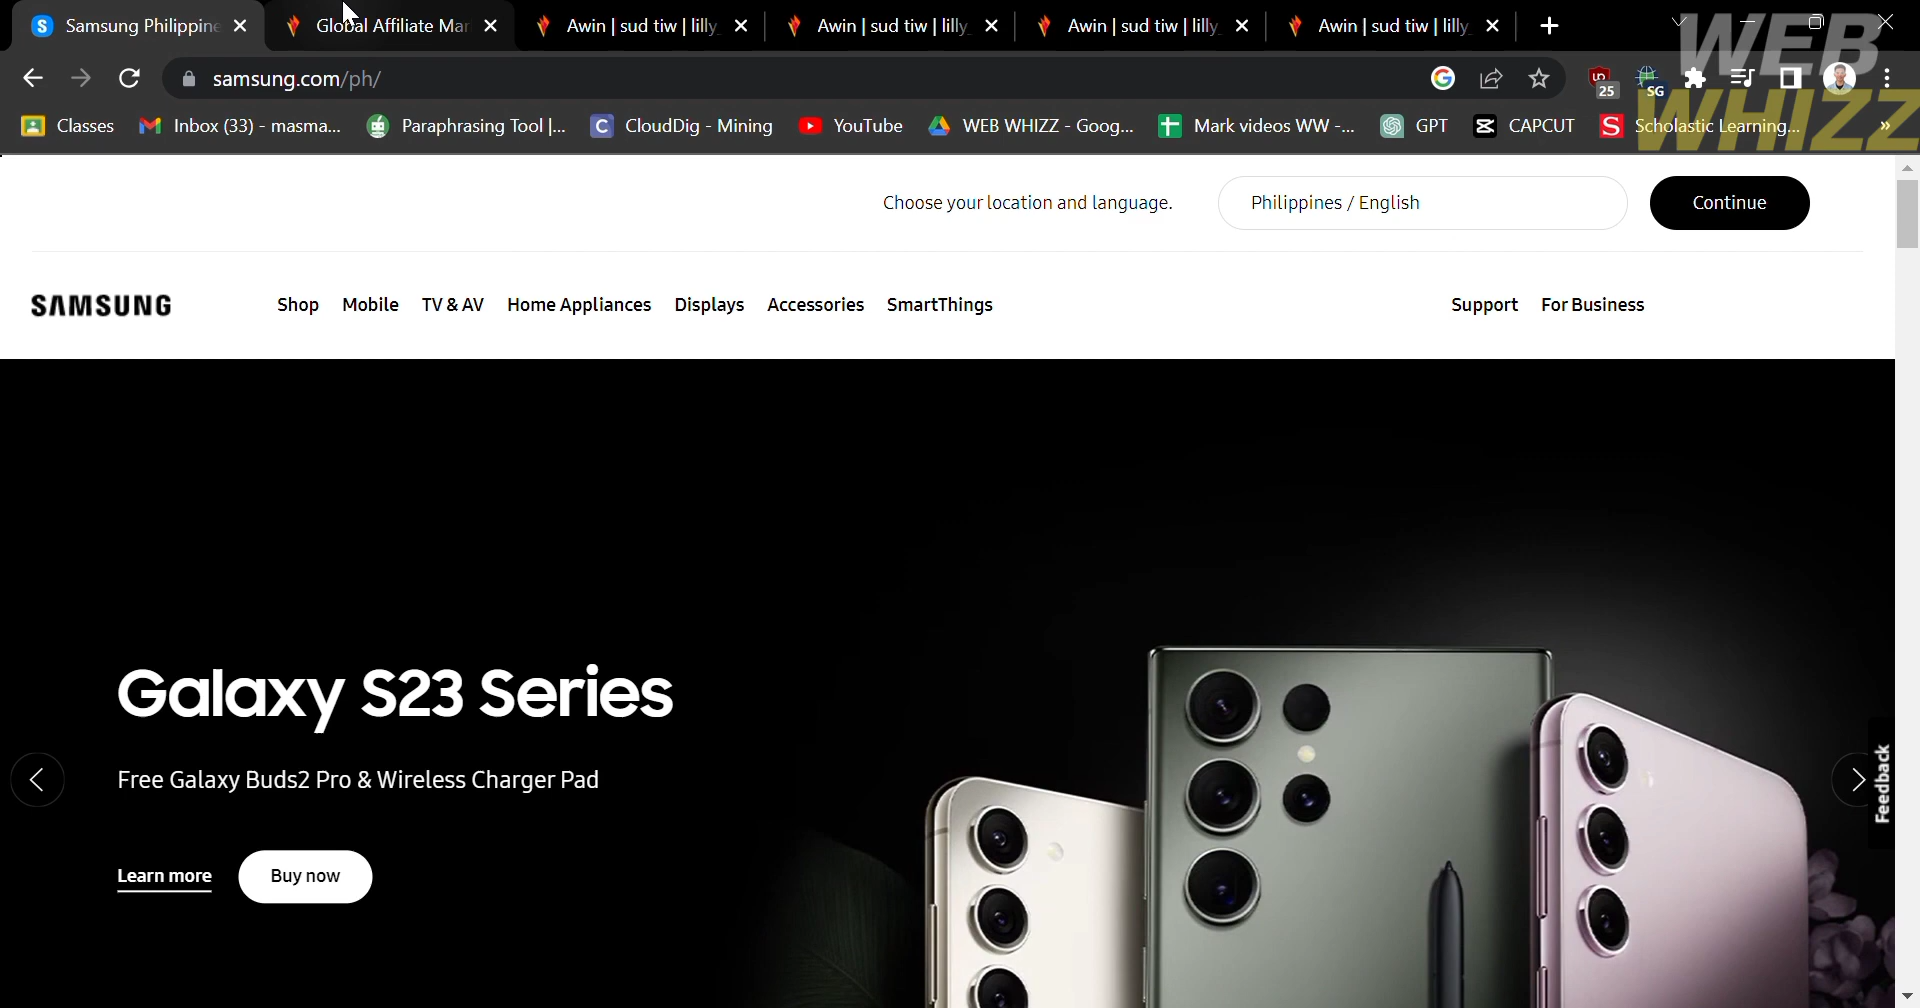 Samsung Philippine
Global Affiliate Mar
Awin | sud tiw | lilly
Awin | sud tiw | lilly
Awin | sud tiw | lilly
Awin | sud tiw | lilly
WEB
WHIZZ
samsung.com/ph/
25
SG
Classes
Inbox (33) - masma...
Paraphrasing Tool |...
CloudDig - Mining
YouTube
WEB WHIZZ - Goog...
Mark videos WW -...
GPT
CAPCUT
Scholastic Learning...
Choose your location and language.
Philippines / English
Continue
SAMSUNG
Shop
Mobile
TV & AV
Home Appliances
Displays
Accessories
SmartThings
Support
For Business
Galaxy S23 Series
Free Galaxy Buds2 Pro & Wireless Charger Pad
Learn more
Buy now
Feedback